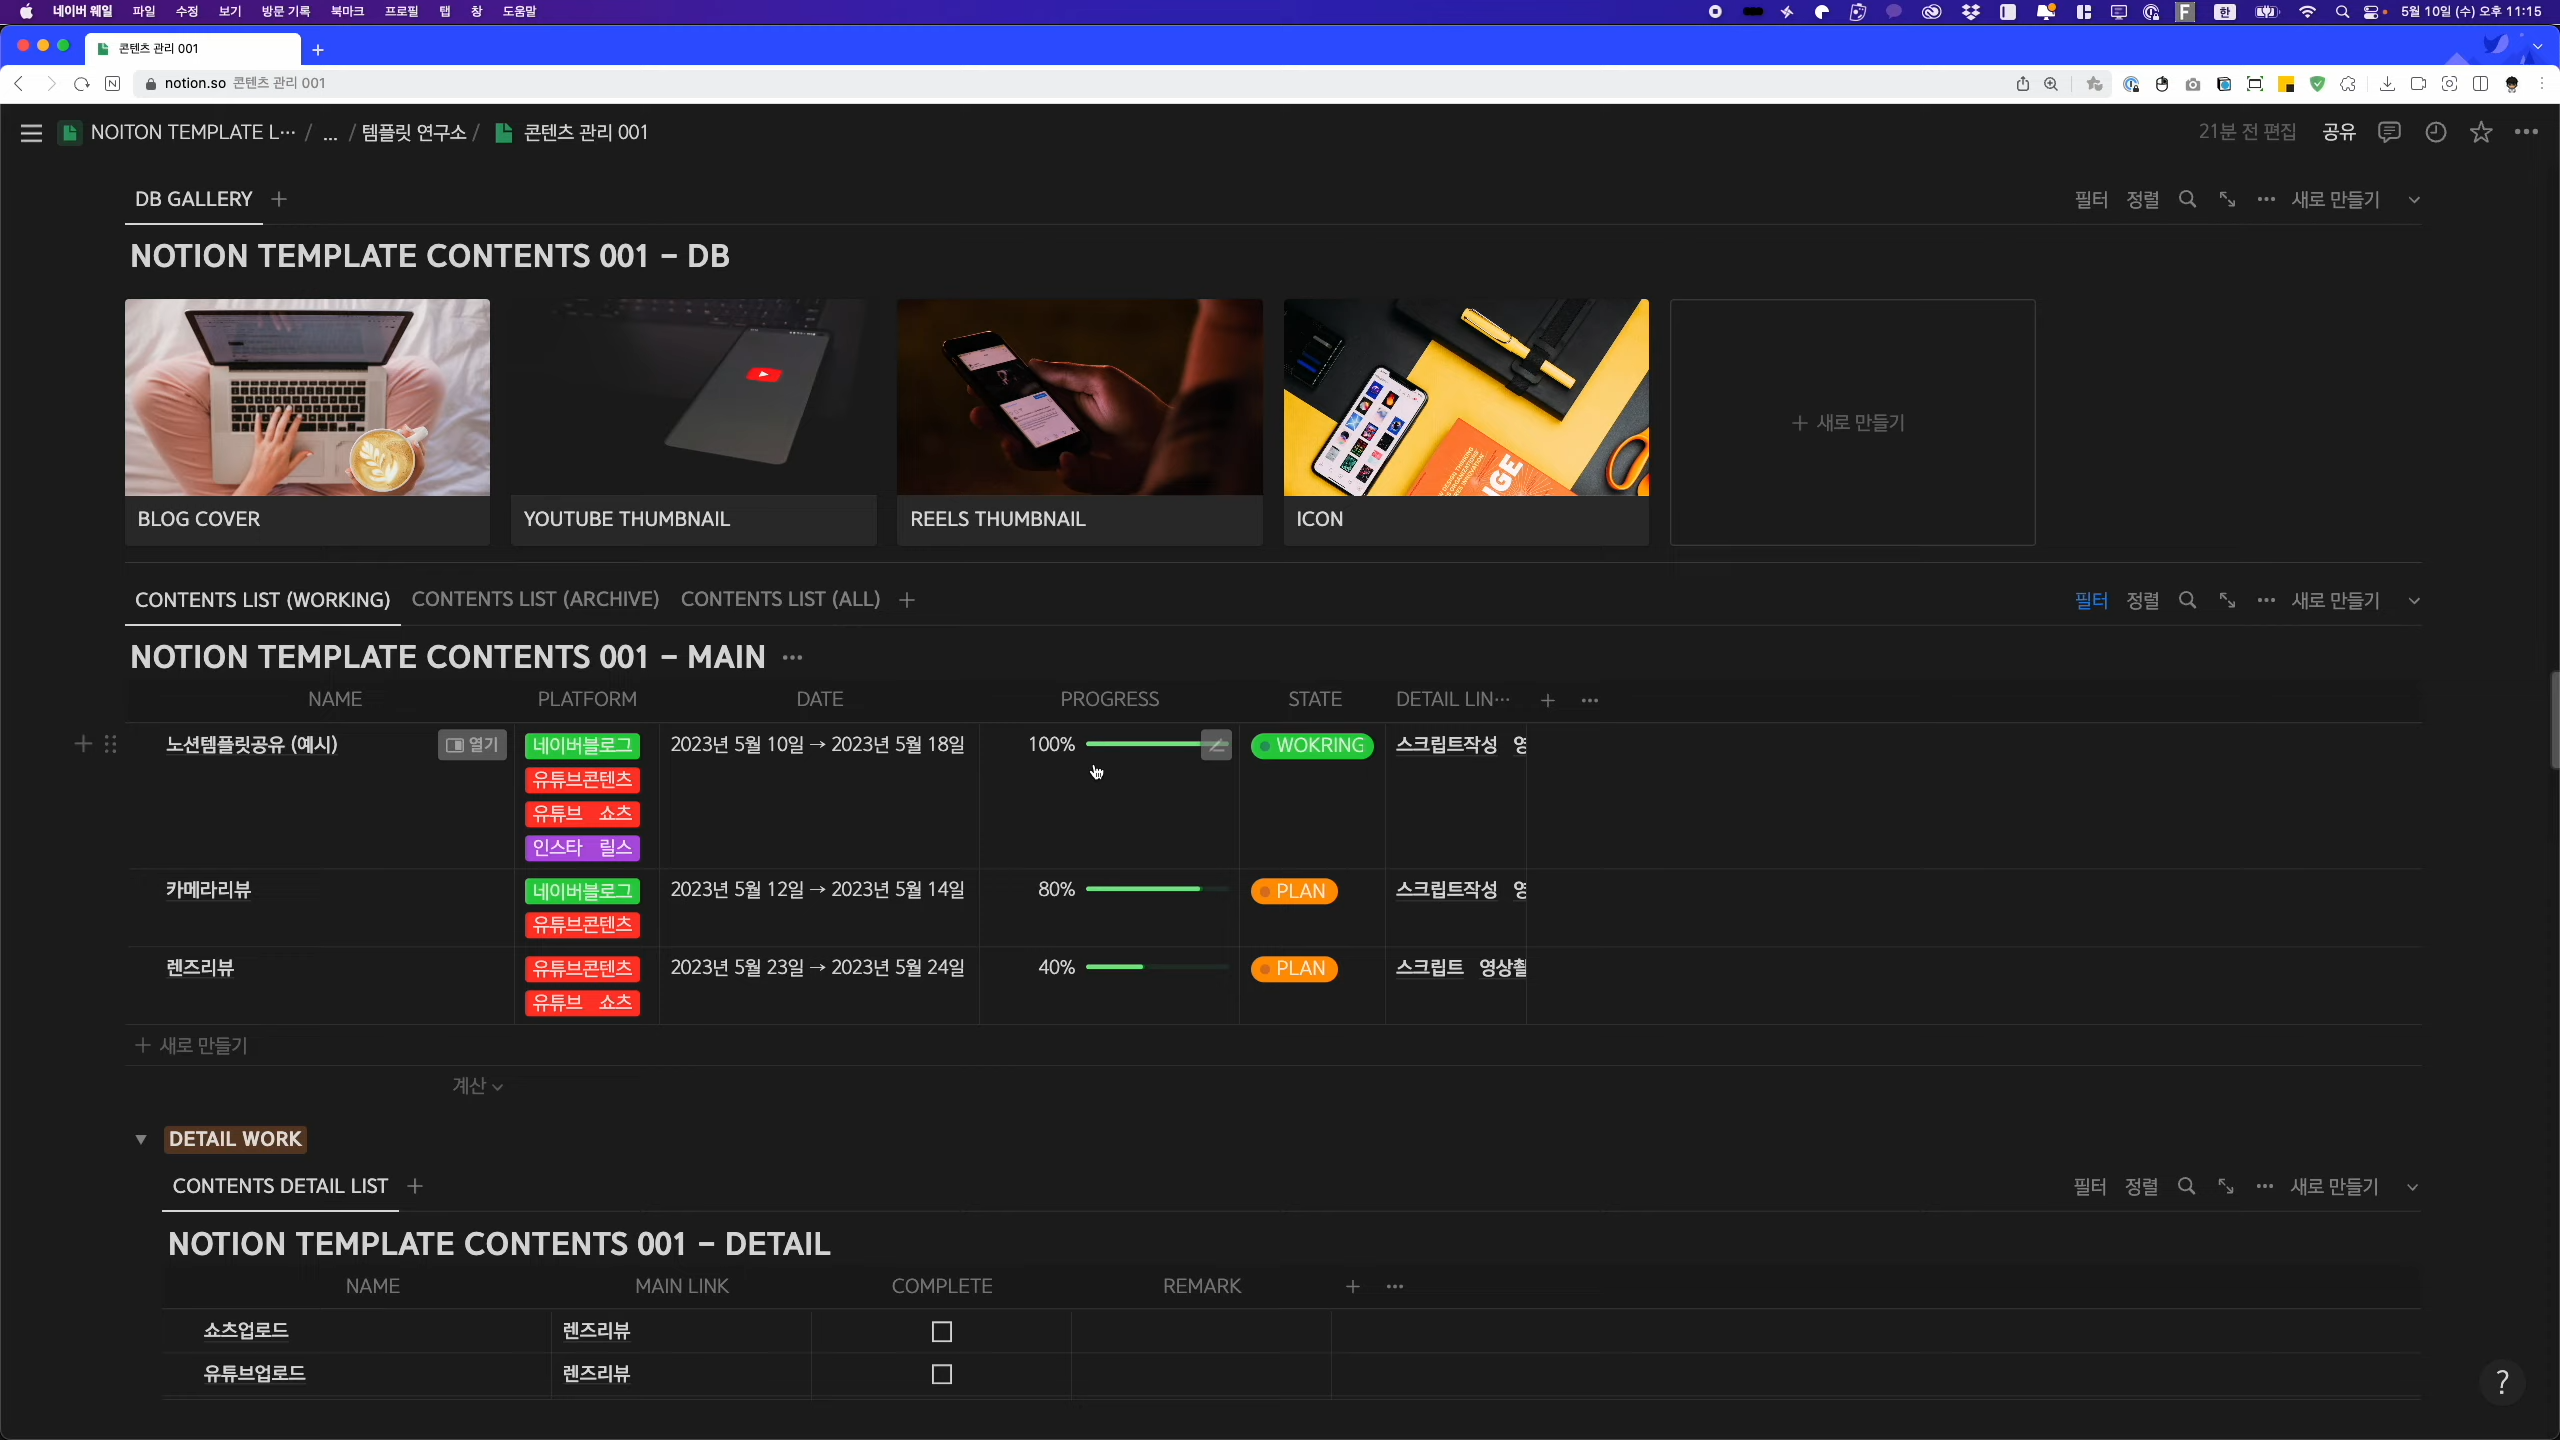 네이버 웨일 파일 수정 보기 방문 기록 북마크 프로필 탭 창 도움말 5월 10일 (수) 오후 11:15
콘텐츠 관리 001
notion.so 콘텐츠 관리 001
NOITON TEMPLATE L··· / ... / 템플릿 연구소 / 콘텐츠 관리 001 21분 전 편집 공유
DB GALLERY 필터 정렬 새로 만들기
NOTION TEMPLATE CONTENTS 001 – DB
NGE
+ 새로 만들기
BLOG COVER YOUTUBE THUMBNAIL REELS THUMBNAIL ICON
CONTENTS LIST (WORKING) CONTENTS LIST (ARCHIVE) CONTENTS LIST (ALL) 필터 정렬 새로 만들기
NOTION TEMPLATE CONTENTS 001 – MAIN
NAME PLATFORM DATE PROGRESS STATE DETAIL LIN···
노션템플릿공유 (예시) 열기 네이버블로그 2023년 5월 10일 → 2023년 5월 18일 100% WOKRING 스크립트작성 영
유튜브콘텐츠
유튜브 쇼츠
인스타 릴스
카메라리뷰 네이버블로그 2023년 5월 12일 → 2023년 5월 14일 80% PLAN 스크립트작성 영
유튜브콘텐츠
렌즈리뷰 유튜브콘텐츠 2023년 5월 23일 → 2023년 5월 24일 40% PLAN 스크립트 영상촬
유튜브 쇼츠
+ 새로 만들기
계산
DETAIL WORK
CONTENTS DETAIL LIST 필터 정렬 새로 만들기
NOTION TEMPLATE CONTENTS 001 – DETAIL
NAME MAIN LINK COMPLETE REMARK
쇼츠업로드 렌즈리뷰
유튜브업로드 렌즈리뷰
?